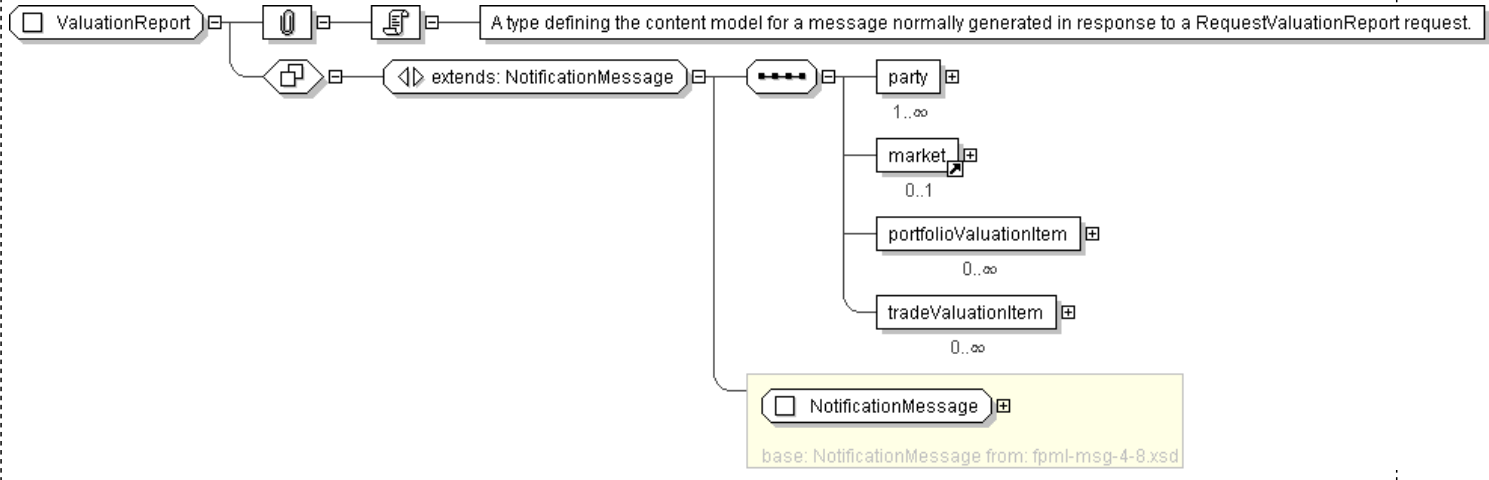 ValuationReport
A type defining the content model for a message normally generated in response to a RequestValuationReport request.
extends: NotificationMessage
party
1..∞
market
0..1
portfolioValuationItem
0..∞
tradeValuationItem
0..∞
NotificationMessage
base: NotificationMessage from: fpml-msg-4-8.xsd